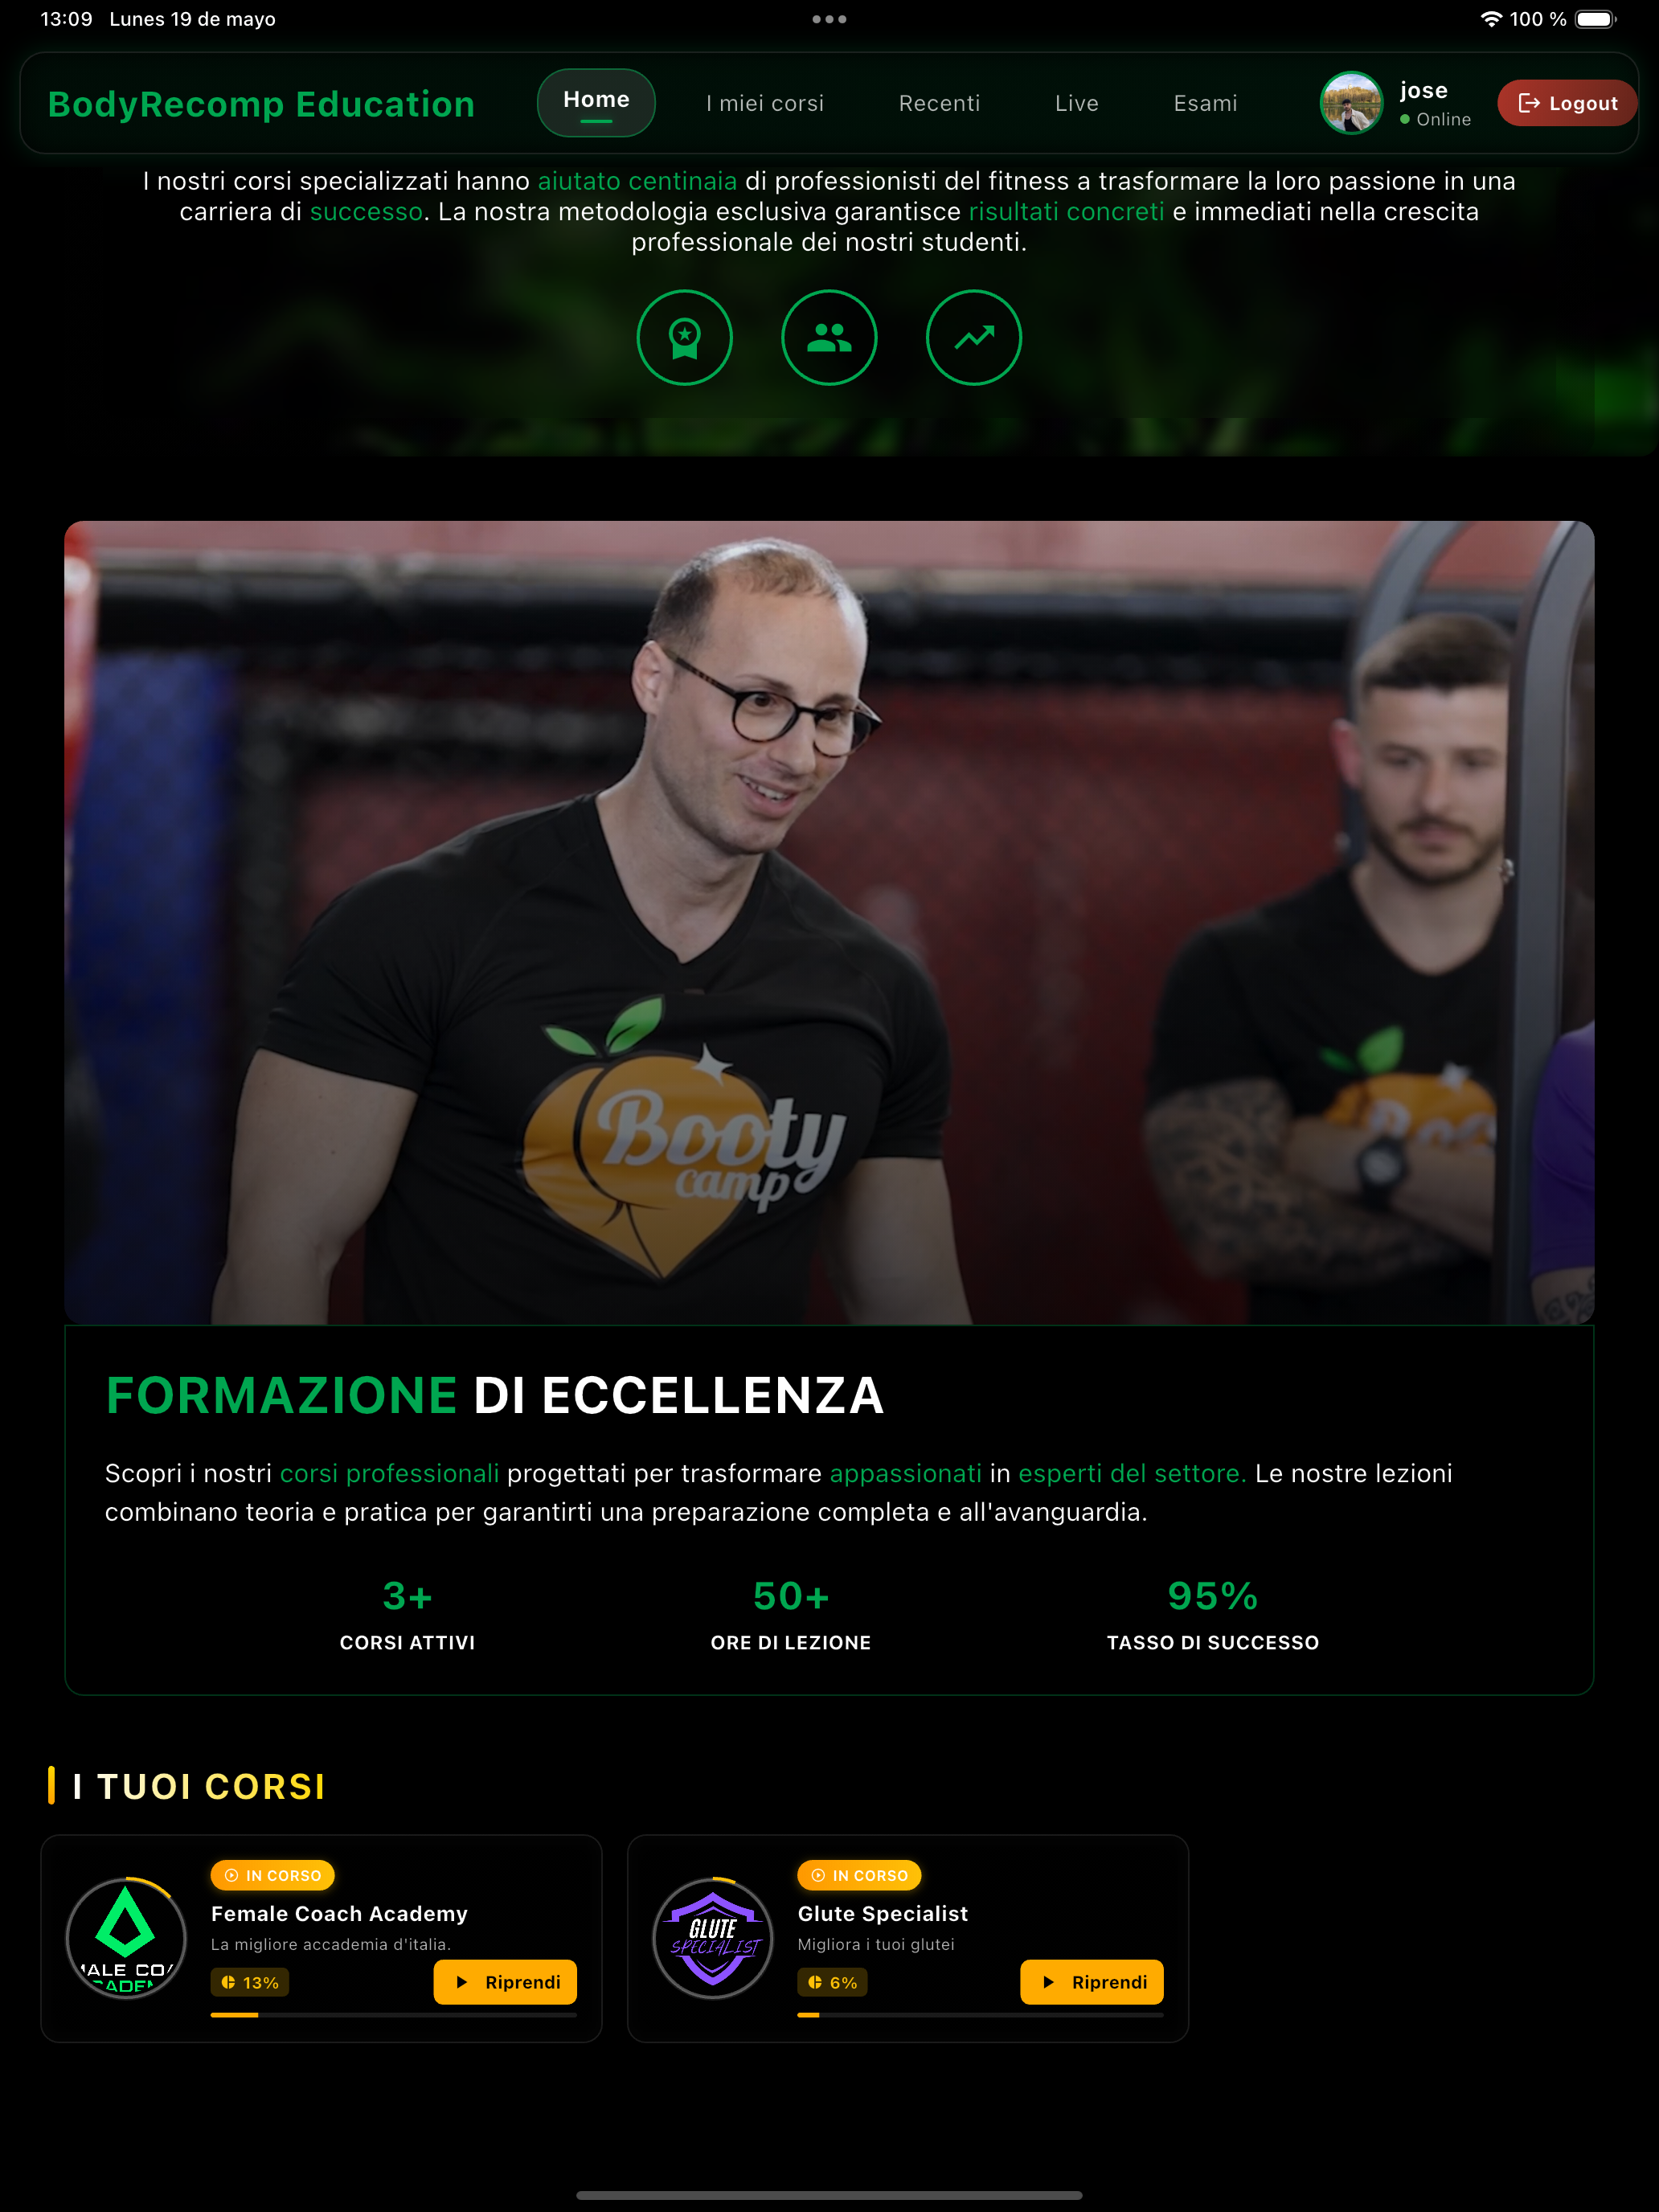 13:09 Lunes 19 de mayo
100 %
BodyRecomp Education
Home
I miei corsi
Recenti
Live
Esami
jose
Online
Logout
I nostri corsi specializzati hanno aiutato centinaia di professionisti del fitness a trasformare la loro passione in una
carriera di successo. La nostra metodologia esclusiva garantisce risultati concreti e immediati nella crescita
professionale dei nostri studenti.
Booty
camp
FORMAZIONE DI ECCELLENZA
Scopri i nostri corsi professionali progettati per trasformare appassionati in esperti del settore. Le nostre lezioni
combinano teoria e pratica per garantirti una preparazione completa e all'avanguardia.
3+
CORSI ATTIVI
50+
ORE DI LEZIONE
95%
TASSO DI SUCCESSO
I TUOI CORSI
IN CORSO
Female Coach Academy
La migliore accademia d'italia.
13%
Riprendi
GLUTE
SPECIALIST
IN CORSO
Glute Specialist
Migliora i tuoi glutei
6%
Riprendi